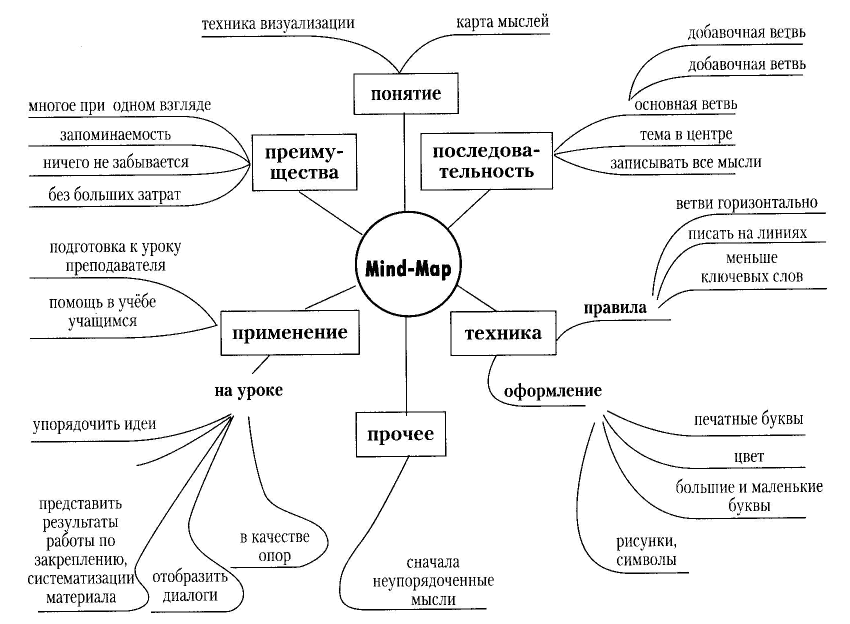 техника визуализации
карта мыслей
понятие
многое при одном взгляде
запоминаемость
ничего не забывается
без больших затрат
преиму-
щества
последова-
тельность
добавочная ветвь
добавочная ветвь
основная ветвь
тема в центре
записывать все мысли
Mind-Map
подготовка к уроку
преподавателя
помощь в учёбе
учащимся
применение
на уроке
упорядочить идеи
представить
результаты
работы по
закреплению,
систематизации
материала
отобразить
диалоги
в качестве
опор
прочее
сначала
неупорядоченные
мысли
техника
правила
ветви горизонтально
писать на линиях
меньше
ключевых слов
оформление
печатные буквы
цвет
большие и маленькие
буквы
рисунки,
символы